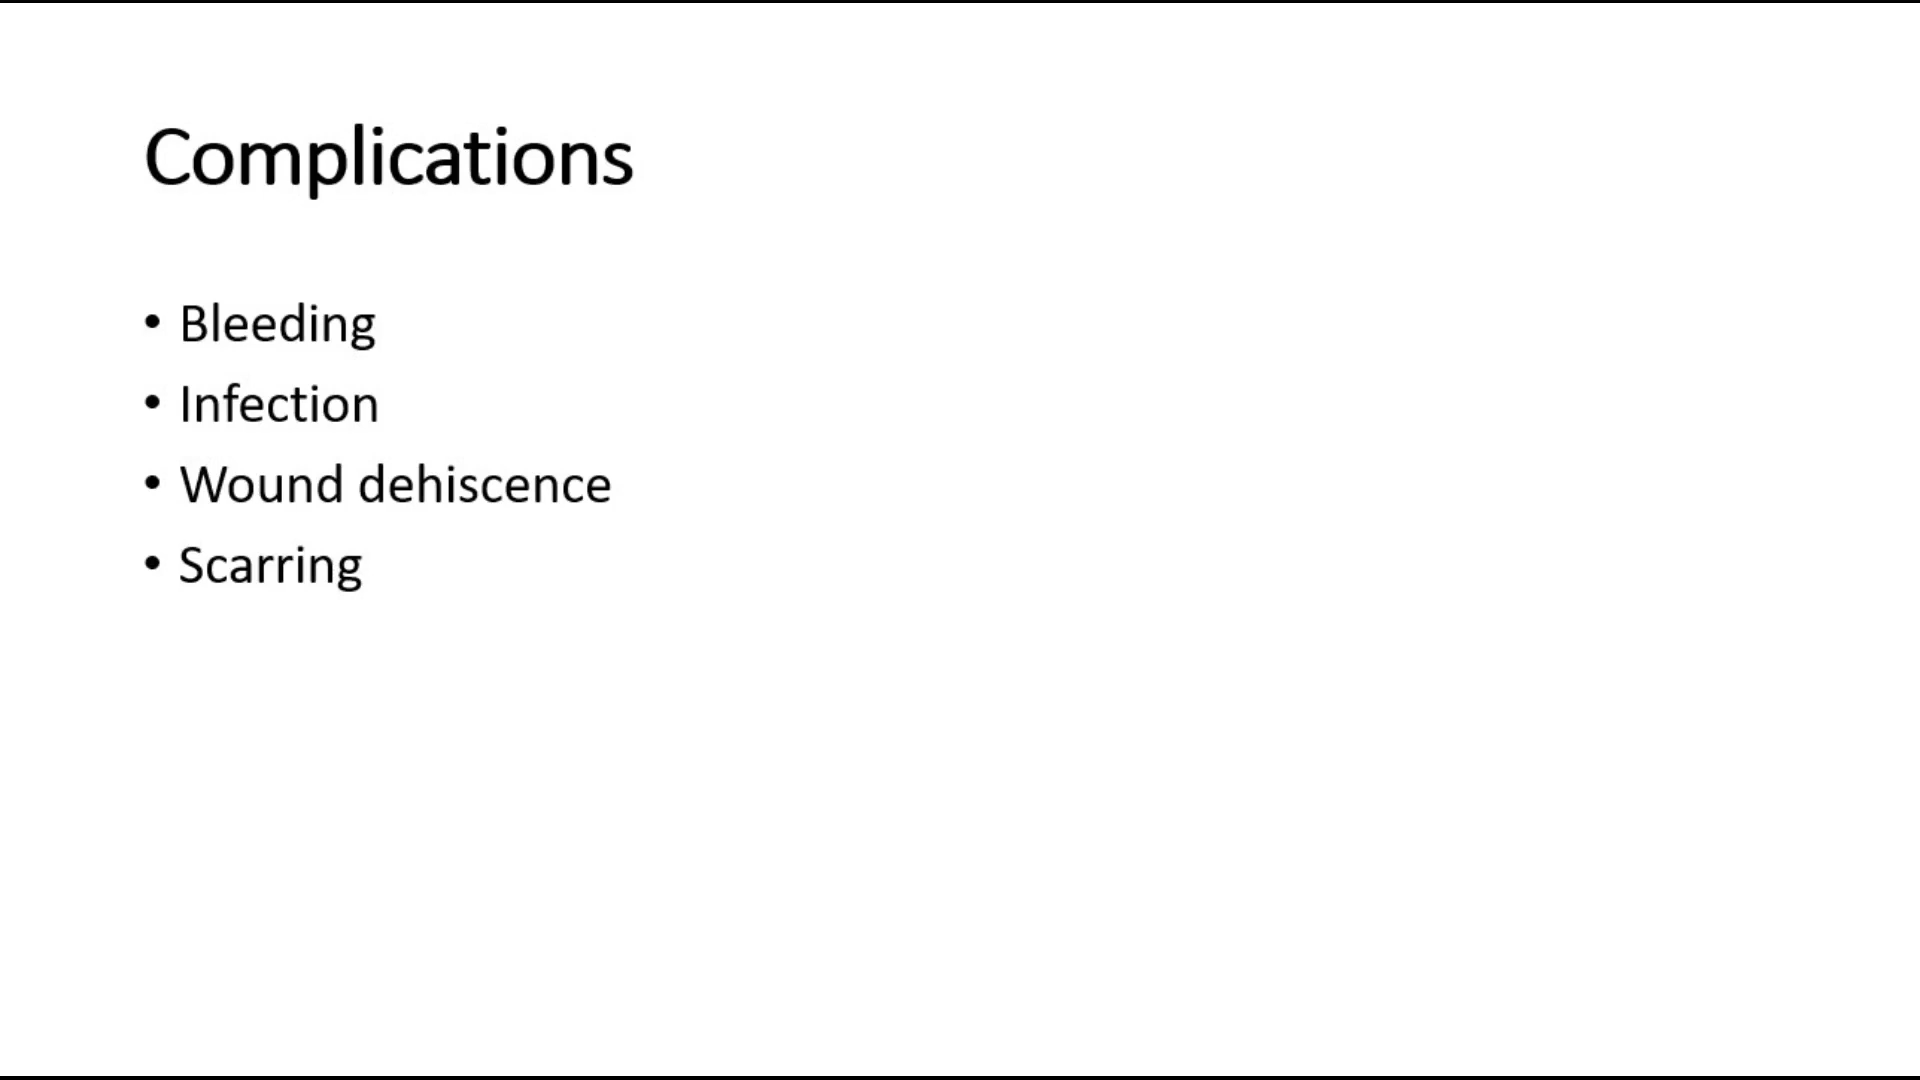 Complications
• Bleeding
• Infection
• Wound dehiscence
• Scarring